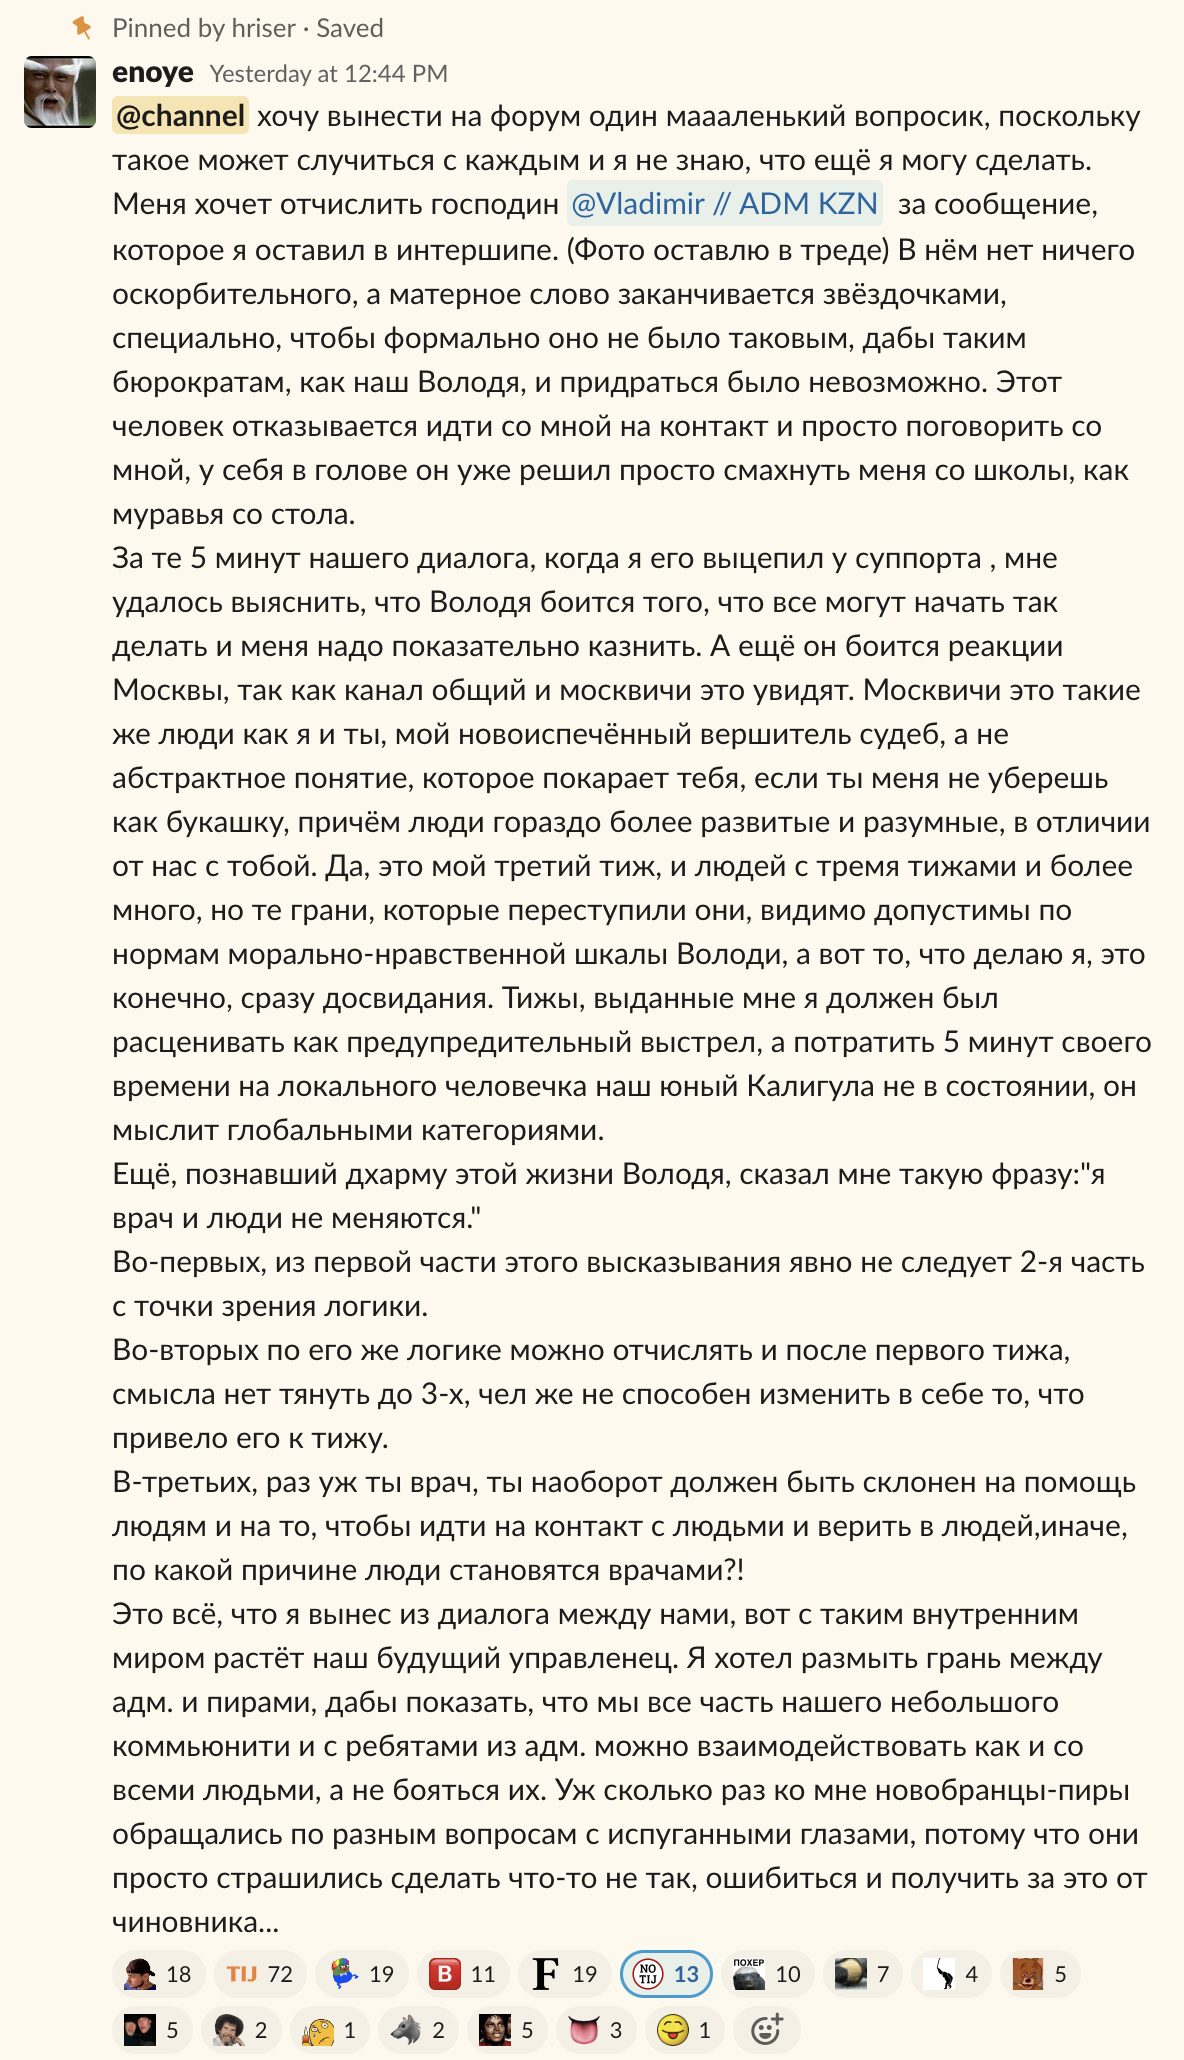 Pinned by hriser · Saved
enoye Yesterday at 12:44 PM
@channel хочу вынести на форум один маааленький вопросик, поскольку
такое может случиться с каждым и я не знаю, что ещё я могу сделать.
Меня хочет отчислить господин @Vladimir // ADM KZN за сообщение,
которое я оставил в интершипе. (Фото оставлю в треде) В нём нет ничего
оскорбительного, а матерное слово заканчивается звёздочками,
специально, чтобы формально оно не было таковым, дабы таким
бюрократам, как наш Володя, и придраться было невозможно. Этот
человек отказывается идти со мной на контакт и просто поговорить со
мной, у себя в голове он уже решил просто смахнуть меня со школы, как
муравья со стола.
За те 5 минут нашего диалога, когда я его выцепил у суппорта , мне
удалось выяснить, что Володя боится того, что все могут начать так
делать и меня надо показательно казнить. А ещё он боится реакции
Москвы, так как канал общий и москвичи это увидят. Москвичи это такие
же люди как я и ты, мой новоиспечённый вершитель судеб, а не
абстрактное понятие, которое покарает тебя, если ты меня не уберешь
как букашку, причём люди гораздо более развитые и разумные, в отличии
от нас с тобой. Да, это мой третий тиж, и людей с тремя тижами и более
много, но те грани, которые переступили они, видимо допустимы по
нормам морально-нравственной шкалы Володи, а вот то, что делаю я, это
конечно, сразу досвидания. Тижы, выданные мне я должен был
расценивать как предупредительный выстрел, а потратить 5 минут своего
времени на локального человечка наш юный Калигула не в состоянии, он
мыслит глобальными категориями.
Ещё, познавший дхарму этой жизни Володя, сказал мне такую фразу:"я
врач и люди не меняются."
Во-первых, из первой части этого высказывания явно не следует 2-я часть
с точки зрения логики.
Во-вторых по его же логике можно отчислять и после первого тижа,
смысла нет тянуть до 3-х, чел же не способен изменить в себе то, что
привело его к тижу.
В-третьих, раз уж ты врач, ты наоборот должен быть склонен на помощь
людям и на то, чтобы идти на контакт с людьми и верить в людей,иначе,
по какой причине люди становятся врачами?!
Это всё, что я вынес из диалога между нами, вот с таким внутренним
миром растёт наш будущий управленец. Я хотел размыть грань между
адм. и пирами, дабы показать, что мы все часть нашего небольшого
коммьюнити и с ребятами из адм. можно взаимодействовать как и со
всеми людьми, а не бояться их. Уж сколько раз ко мне новобранцы-пиры
обращались по разным вопросам с испуганными глазами, потому что они
просто страшились сделать что-то не так, ошибиться и получить за это от
чиновника...
18 TIJ 72 19 B 11 F 19 NO TIJ 13 ПОХЕР 10 7 4 5
5 2 1 2 5 3 1